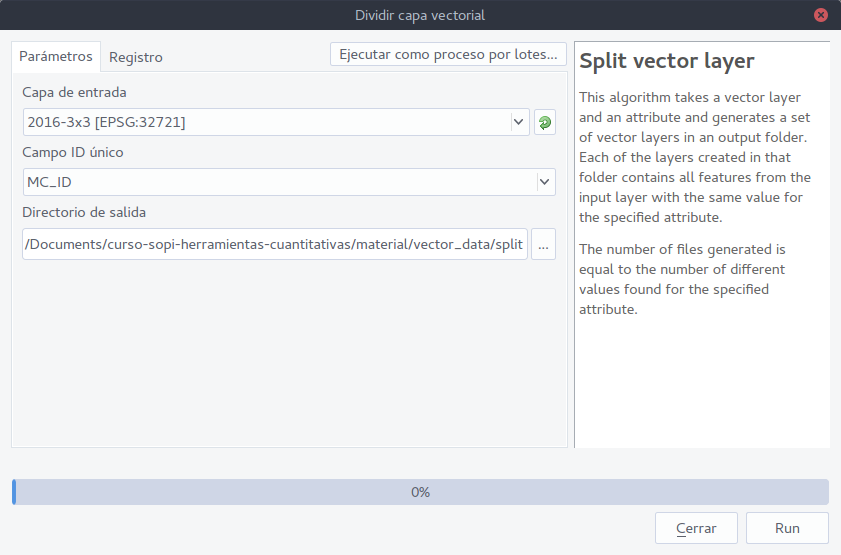 Dividir capa vectorial
Parámetros
Registro
Ejecutar como proceso por lotes...
Capa de entrada
2016-3x3 [EPSG:32721]
Campo ID único
MC_ID
Directorio de salida
/Documents/curso-sopi-herramientas-cuantitativas/material/vector_data/split
...
Split vector layer
This algorithm takes a vector layer
and an attribute and generates a set
of vector layers in an output folder.
Each of the layers created in that
folder contains all features from the
input layer with the same value for
the specified attribute.
The number of files generated is
equal to the number of different
values found for the specified
attribute.
0%
Cerrar
Run